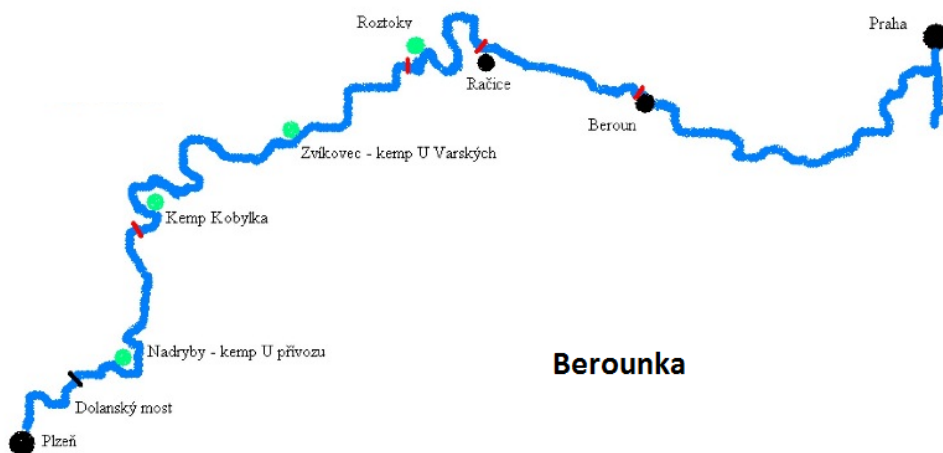 Roztoky
Praha
Račice
Beroun
Zvíkovec - kemp U Varských
Kemp Kobylka
Nadryby - kemp U přívozu
Berounka
Dolanský most
Plzeň